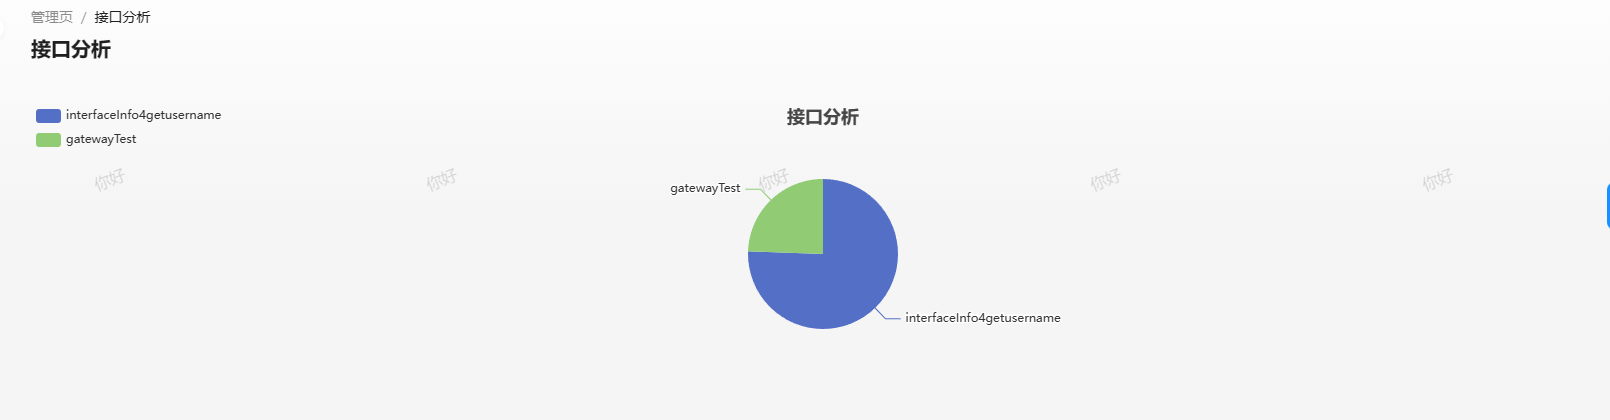 管理页 / 接口分析
接口分析
interfaceInfo4getusername
gatewayTest
接口分析
你好 你好 你好 你好 你好
gatewayTest
interfaceInfo4getusername